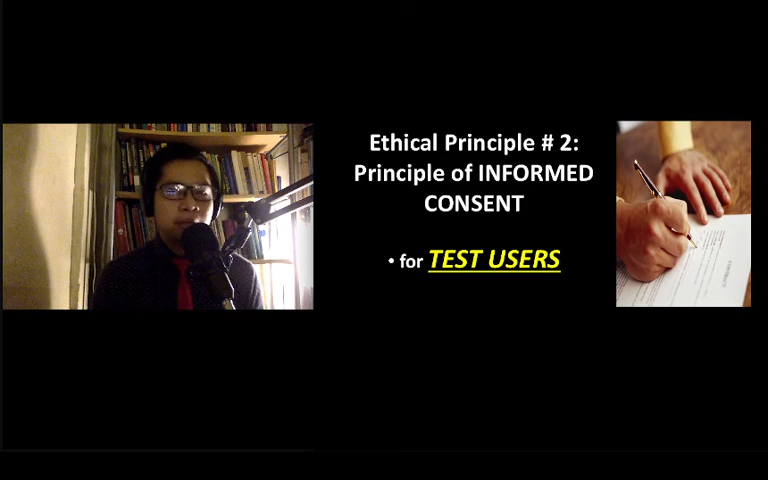 Ethical Principle # 2:
Principle of INFORMED
CONSENT
• for TEST USERS